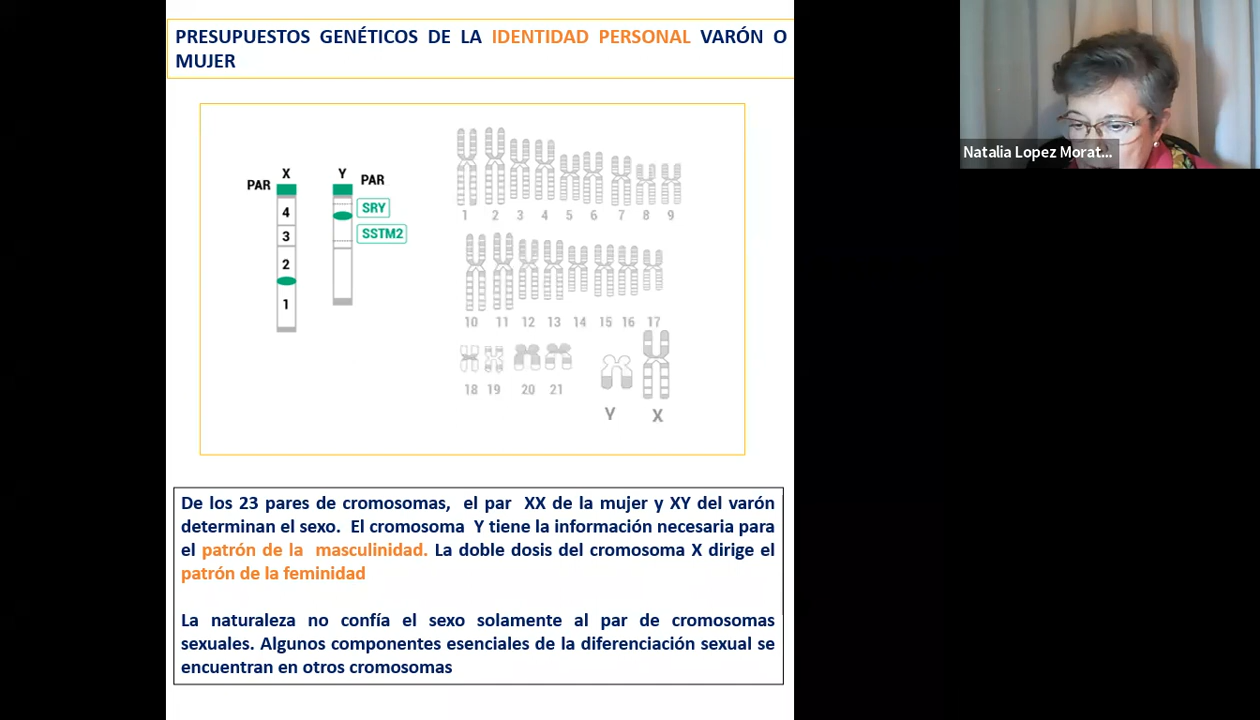 PRESUPUESTOS GENÉTICOS DE LA IDENTIDAD PERSONAL VARÓN O
MUJER
X
Y
PAR
PAR
SRY
SSTM2
4
3
2
1
1 2 3 4 5 6 7 8 9
10 11 12 13 14 15 16 17
18 19 20 21
Y X
De los 23 pares de cromosomas, el par XX de la mujer y XY del varón
determinan el sexo. El cromosoma Y tiene la información necesaria para
el patrón de la masculinidad. La doble dosis del cromosoma X dirige el
patrón de la feminidad
La naturaleza no confía el sexo solamente al par de cromosomas
sexuales. Algunos componentes esenciales de la diferenciación sexual se
encuentran en otros cromosomas
Natalia Lopez Morat...